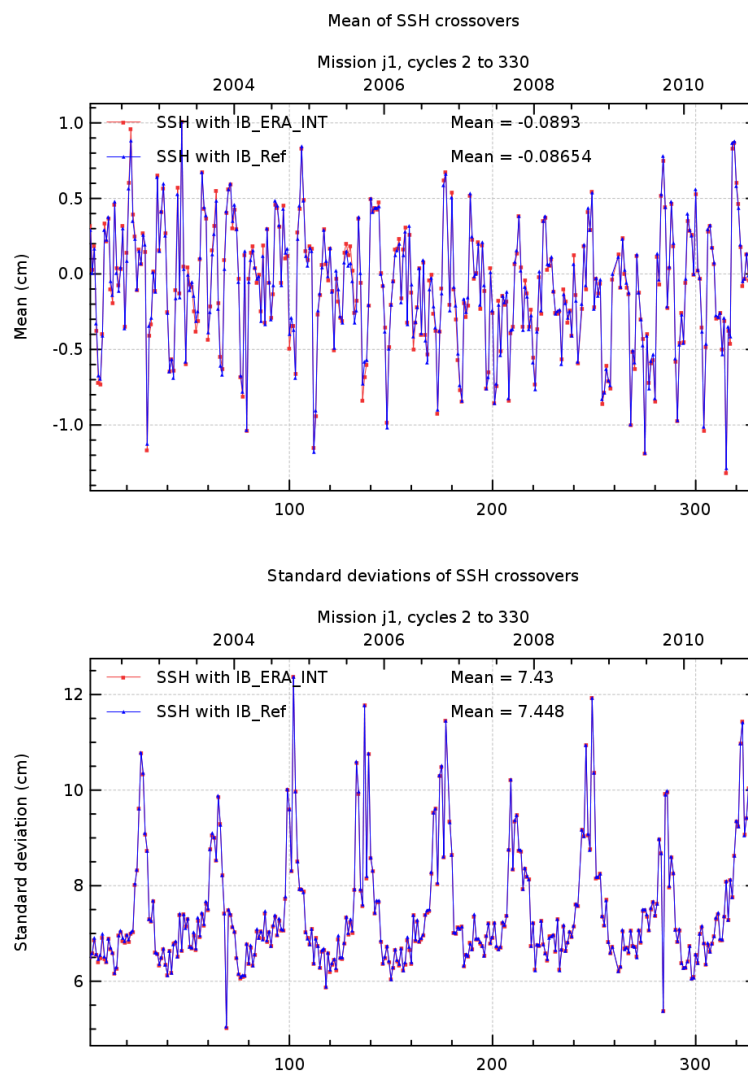 Mean of SSH crossovers
Mission j1, cycles 2 to 330
2004 2006 2008 2010
SSH with IB_ERA_INT Mean = -0.0893
SSH with IB_Ref Mean = -0.08654
1.0
0.5
0.0
-0.5
-1.0
Mean (cm)
100 200 300
Standard deviations of SSH crossovers
Mission j1, cycles 2 to 330
2004 2006 2008 2010
SSH with IB_ERA_INT Mean = 7.43
SSH with IB_Ref Mean = 7.448
12
10
8
6
Standard deviation (cm)
100 200 300